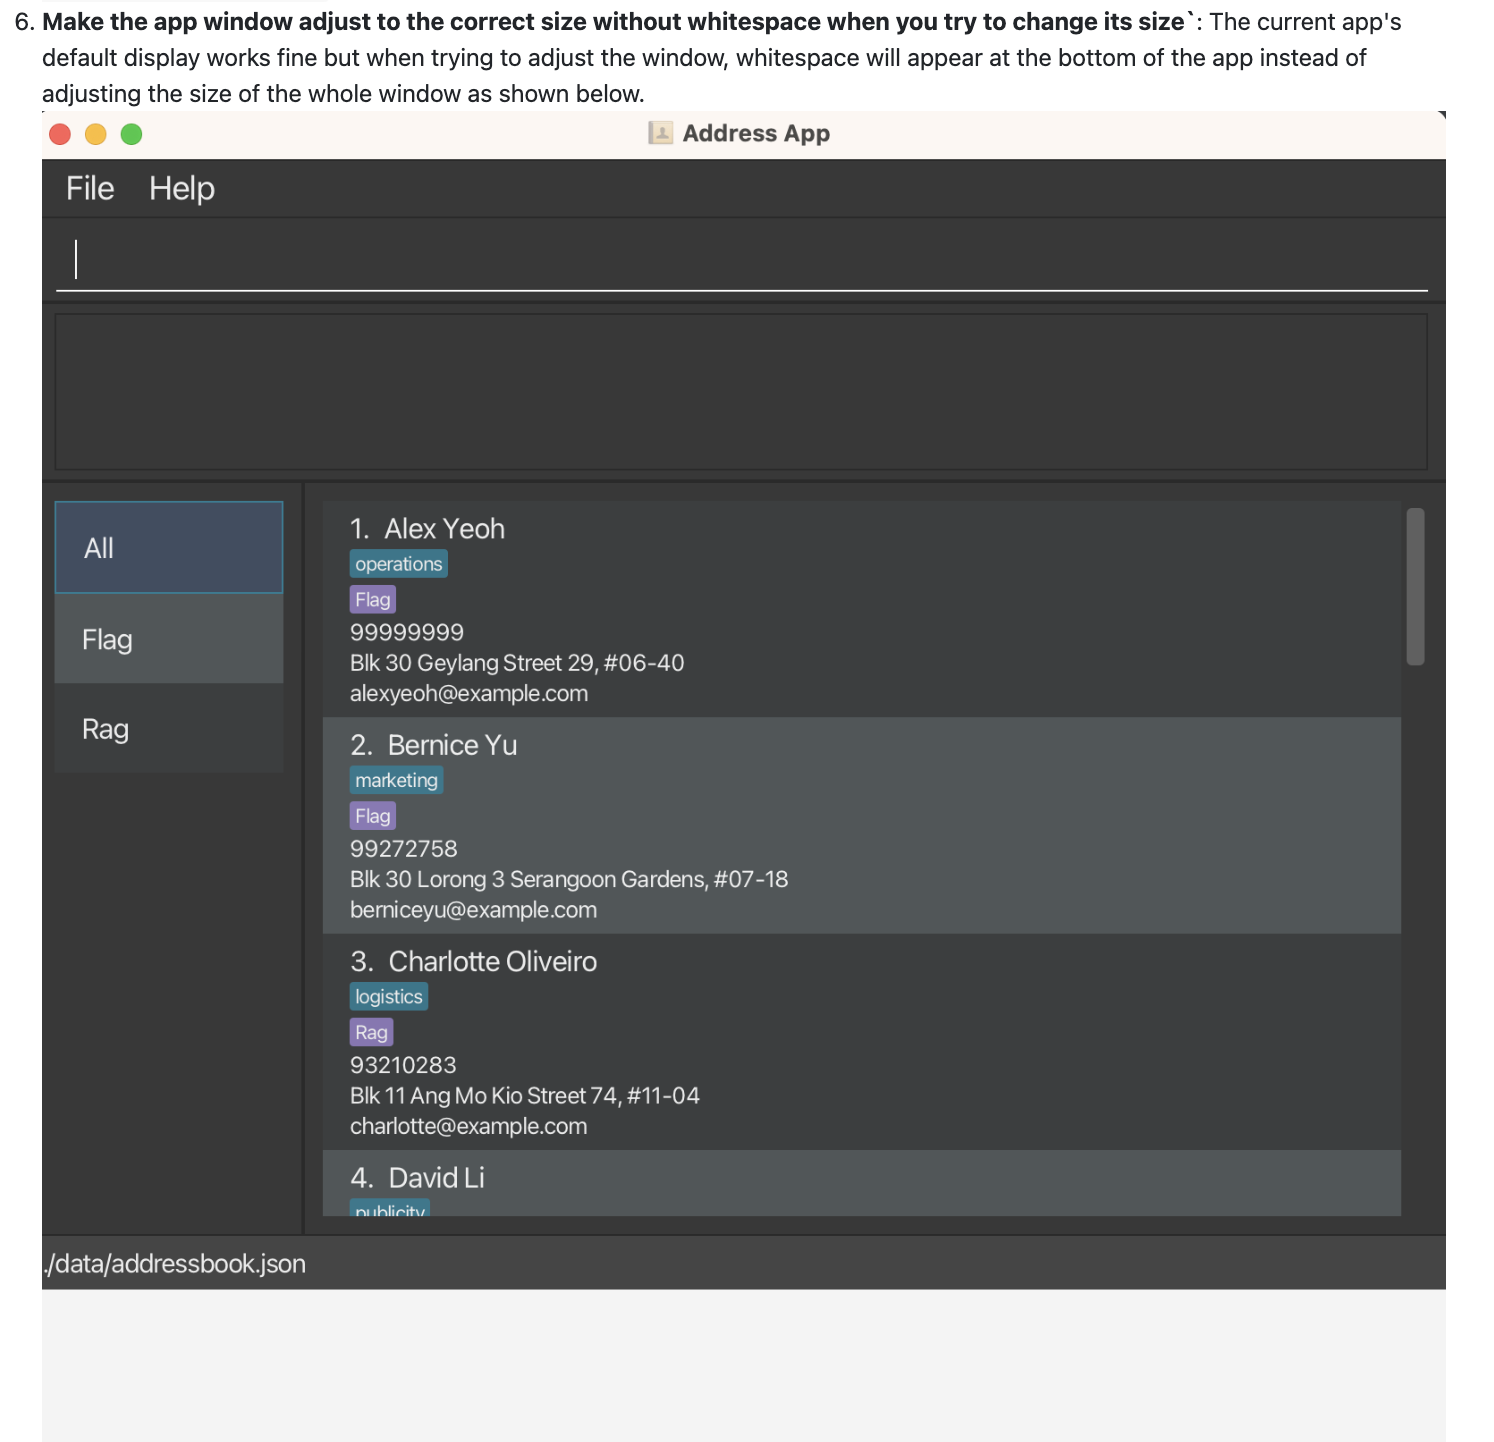 6. Make the app window adjust to the correct size without whitespace when you try to change its size`: The current app's
default display works fine but when trying to adjust the window, whitespace will appear at the bottom of the app instead of
adjusting the size of the whole window as shown below.
Address App
File Help
All
Flag
Rag
1. Alex Yeoh
operations
Flag
99999999
Blk 30 Geylang Street 29, #06-40
alexyeoh@example.com
2. Bernice Yu
marketing
Flag
99272758
Blk 30 Lorong 3 Serangoon Gardens, #07-18
berniceyu@example.com
3. Charlotte Oliveiro
logistics
Rag
93210283
Blk 11 Ang Mo Kio Street 74, #11-04
charlotte@example.com
4. David Li
publicity
./data/addressbook.json